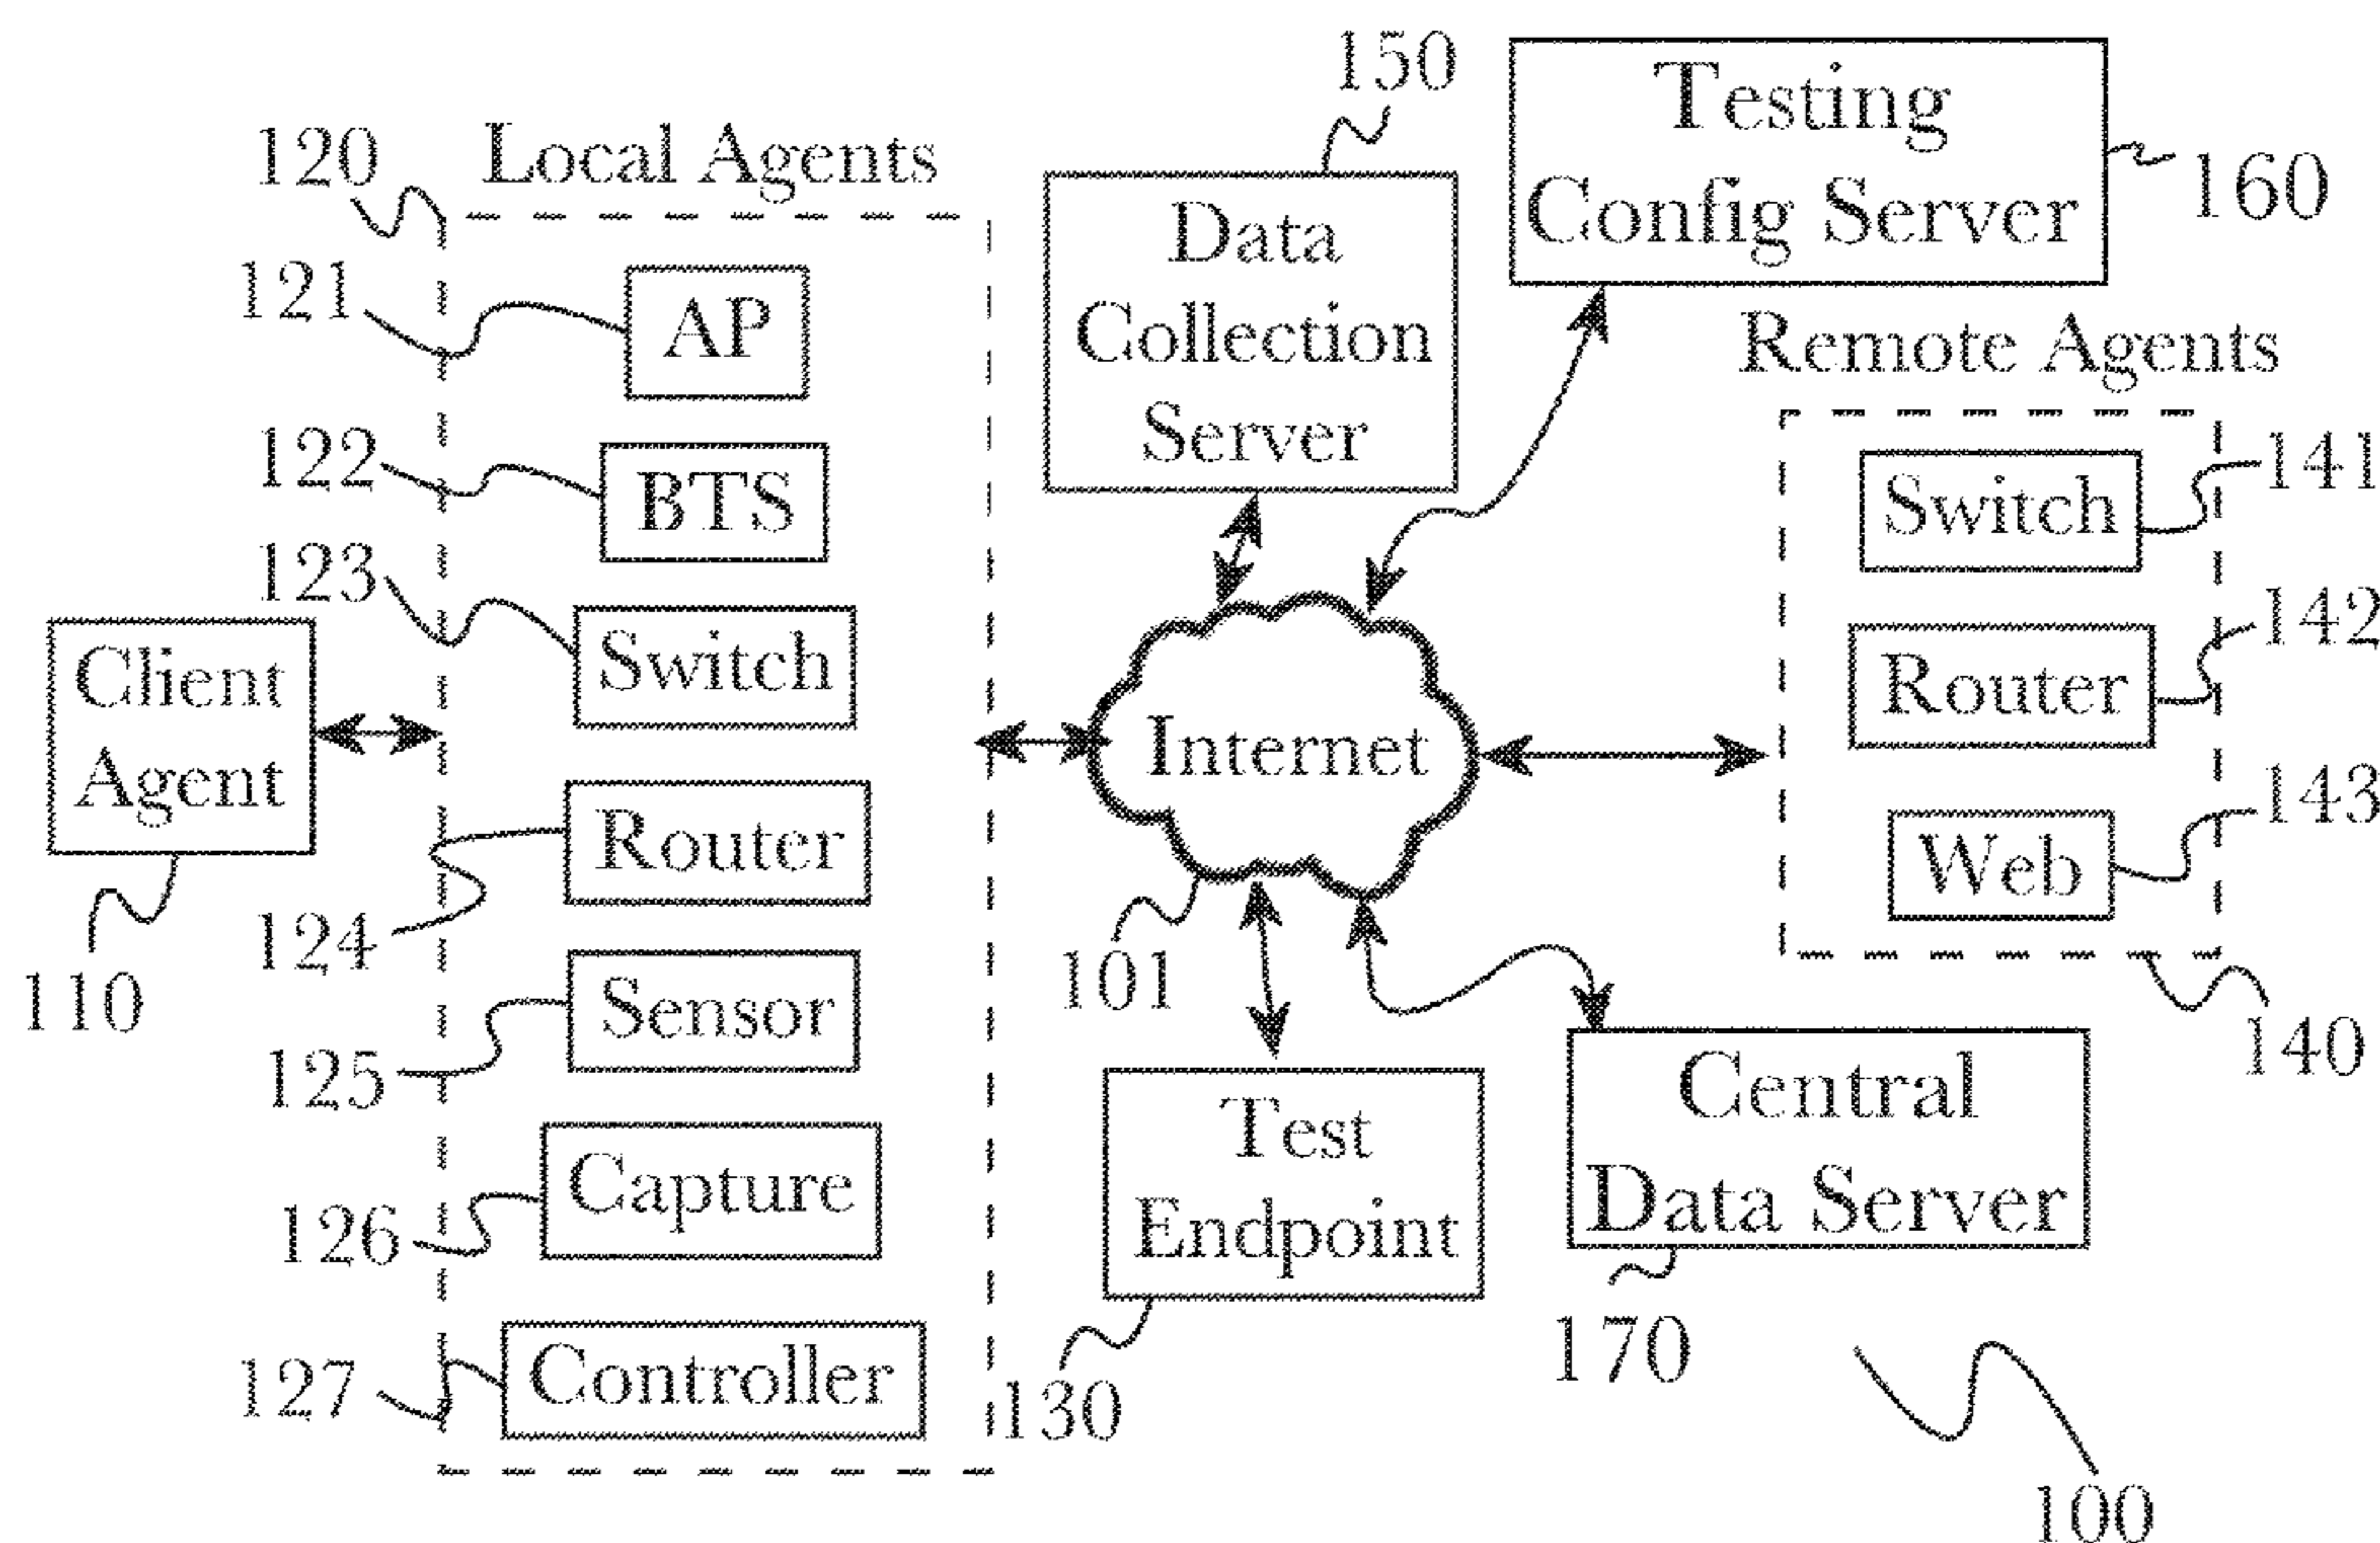 150
Testing
Config Server
160
120
Local Agents
Data
Collection
Server
121
AP
Remote Agents
122
BTS
Switch
141
123
Switch
Router
142
Client
Agent
Internet
Web
143
124
Router
110
101
Sensor
125
140
Central
Data Server
Test
Endpoint
Capture
126
170
Controller
127
130
100